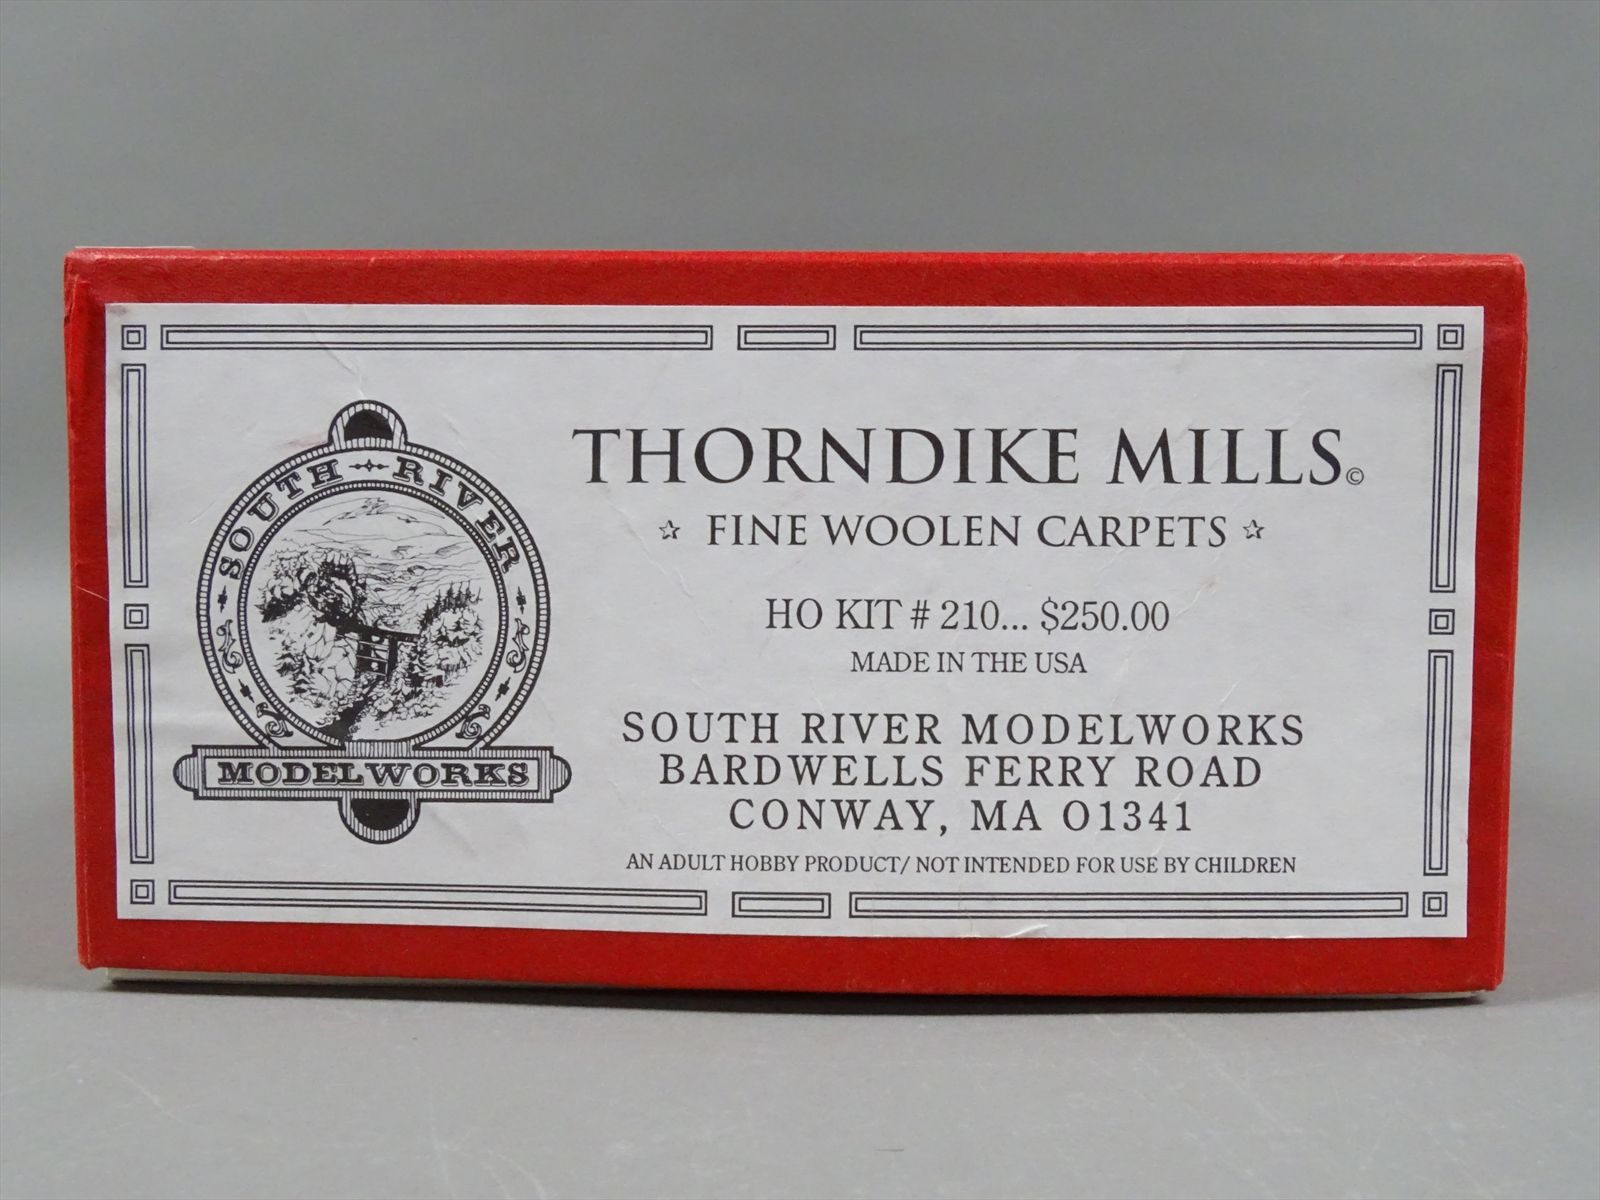 SOUTH RIVER
MODELWORKS
THORNDIKE MILLS©
☆ FINE WOOLEN CARPETS ☆
HO KIT # 210... $250.00
MADE IN THE USA
SOUTH RIVER MODELWORKS
BARDWELLS FERRY ROAD
CONWAY, MA 01341
AN ADULT HOBBY PRODUCT/ NOT INTENDED FOR USE BY CHILDREN